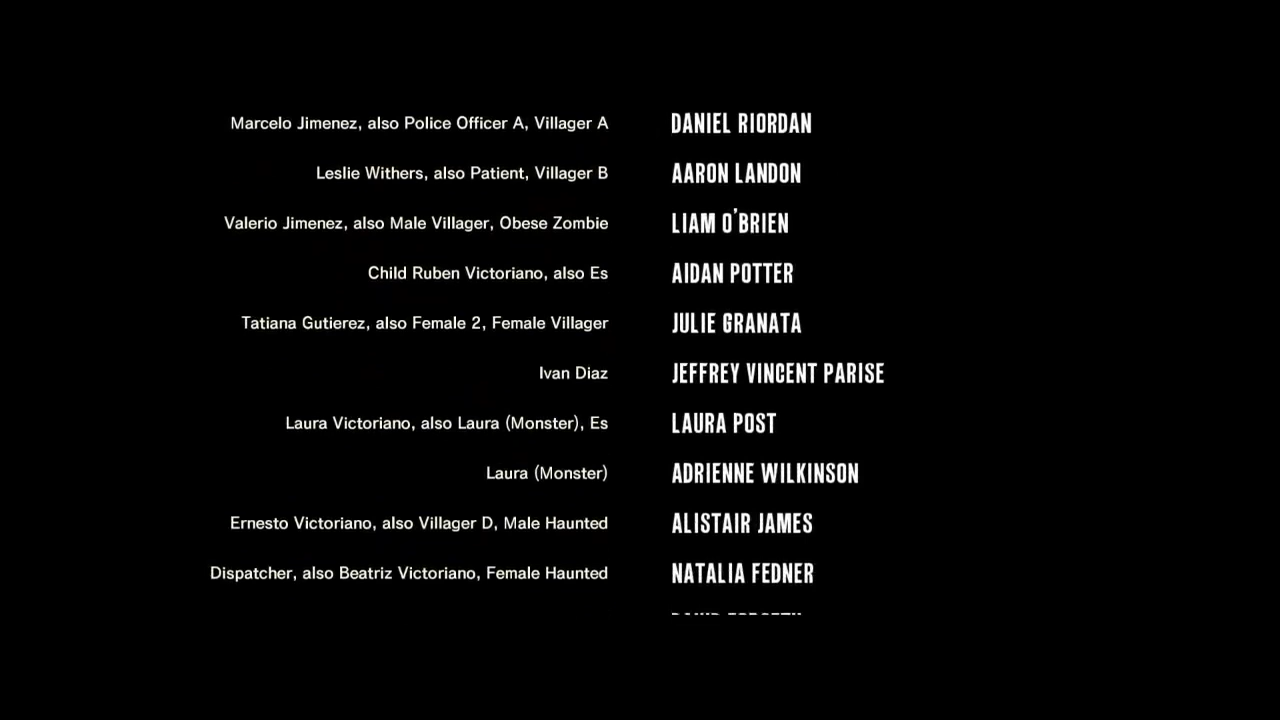 Marcelo Jimenez, also Police Officer A, Villager A DANIEL RIORDAN
Leslie Withers, also Patient, Villager B AARON LANDON
Valerio Jimenez, also Male Villager, Obese Zombie LIAM O'BRIEN
Child Ruben Victoriano, also Es AIDAN POTTER
Tatiana Gutierez, also Female 2, Female Villager JULIE GRANATA
Ivan Diaz JEFFREY VINCENT PARISE
Laura Victoriano, also Laura (Monster), Es LAURA POST
Laura (Monster) ADRIENNE WILKINSON
Ernesto Victoriano, also Villager D, Male Haunted ALISTAIR JAMES
Dispatcher, also Beatriz Victoriano, Female Haunted NATALIA FEDNER